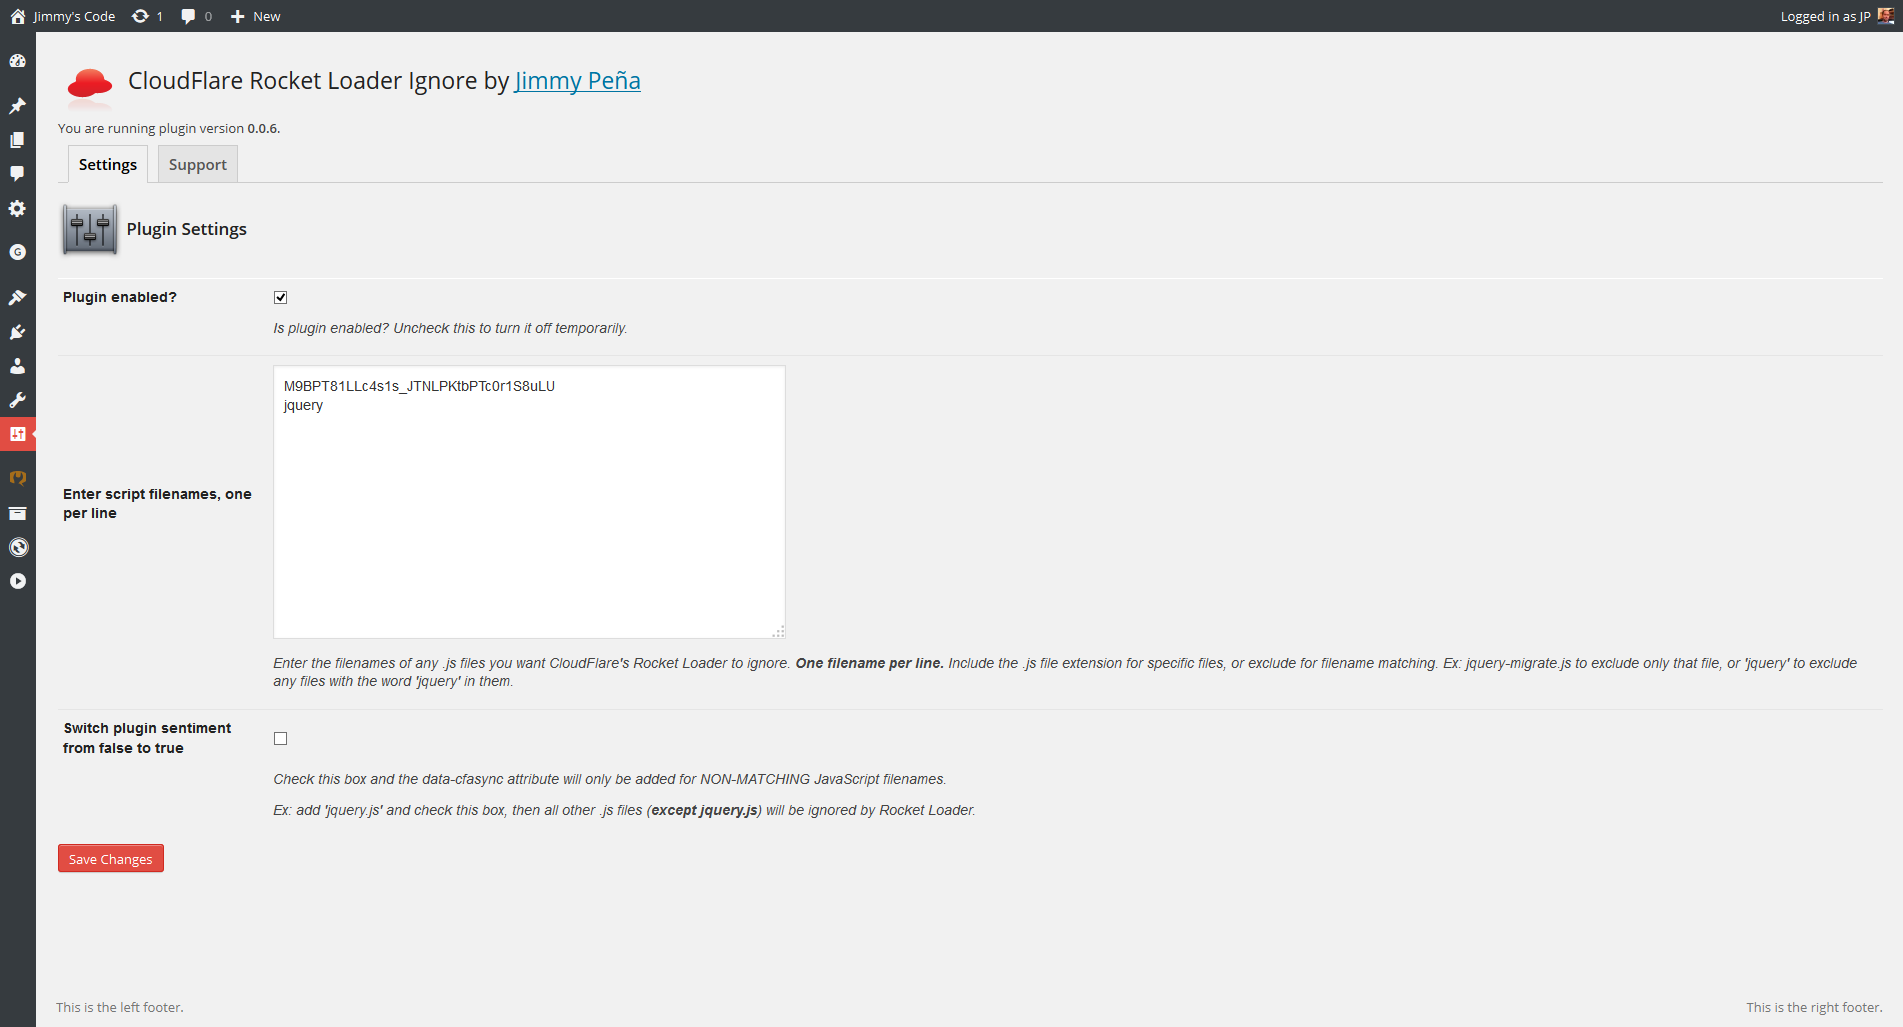 Jimmy's Code 1 0 New Logged in as JP
CloudFlare Rocket Loader Ignore by Jimmy Peña
You are running plugin version 0.0.6.
Settings Support
Plugin Settings
Plugin enabled?
Is plugin enabled? Uncheck this to turn it off temporarily.
M9BPT81LLc4s1s_JTNLPKtbPTc0r1S8uLU
jquery
Enter script filenames, one
per line
Enter the filenames of any .js files you want CloudFlare's Rocket Loader to ignore. One filename per line. Include the .js file extension for specific files, or exclude for filename matching. Ex: jquery-migrate.js to exclude only that file, or 'jquery' to exclude
any files with the word 'jquery' in them.
Switch plugin sentiment
from false to true
Check this box and the data-cfasync attribute will only be added for NON-MATCHING JavaScript filenames.
Ex: add 'jquery.js' and check this box, then all other .js files (except jquery.js) will be ignored by Rocket Loader.
Save Changes
This is the left footer. This is the right footer.